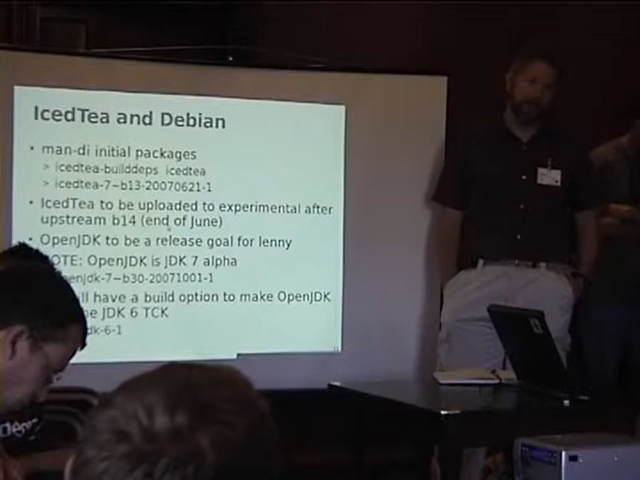 IcedTea and Debian
• man-di initial packages
> icedtea-builddeps icedtea
> icedtea-7~b13-20070621-1
• IcedTea to be uploaded to experimental after
upstream b14 (end of June)
• OpenJDK to be a release goal for lenny
OTE: OpenJDK is JDK 7 alpha
enjdk-7~b30-20071001-1
ll have a build option to make OpenJDK
e JDK 6 TCK
dk-6-1